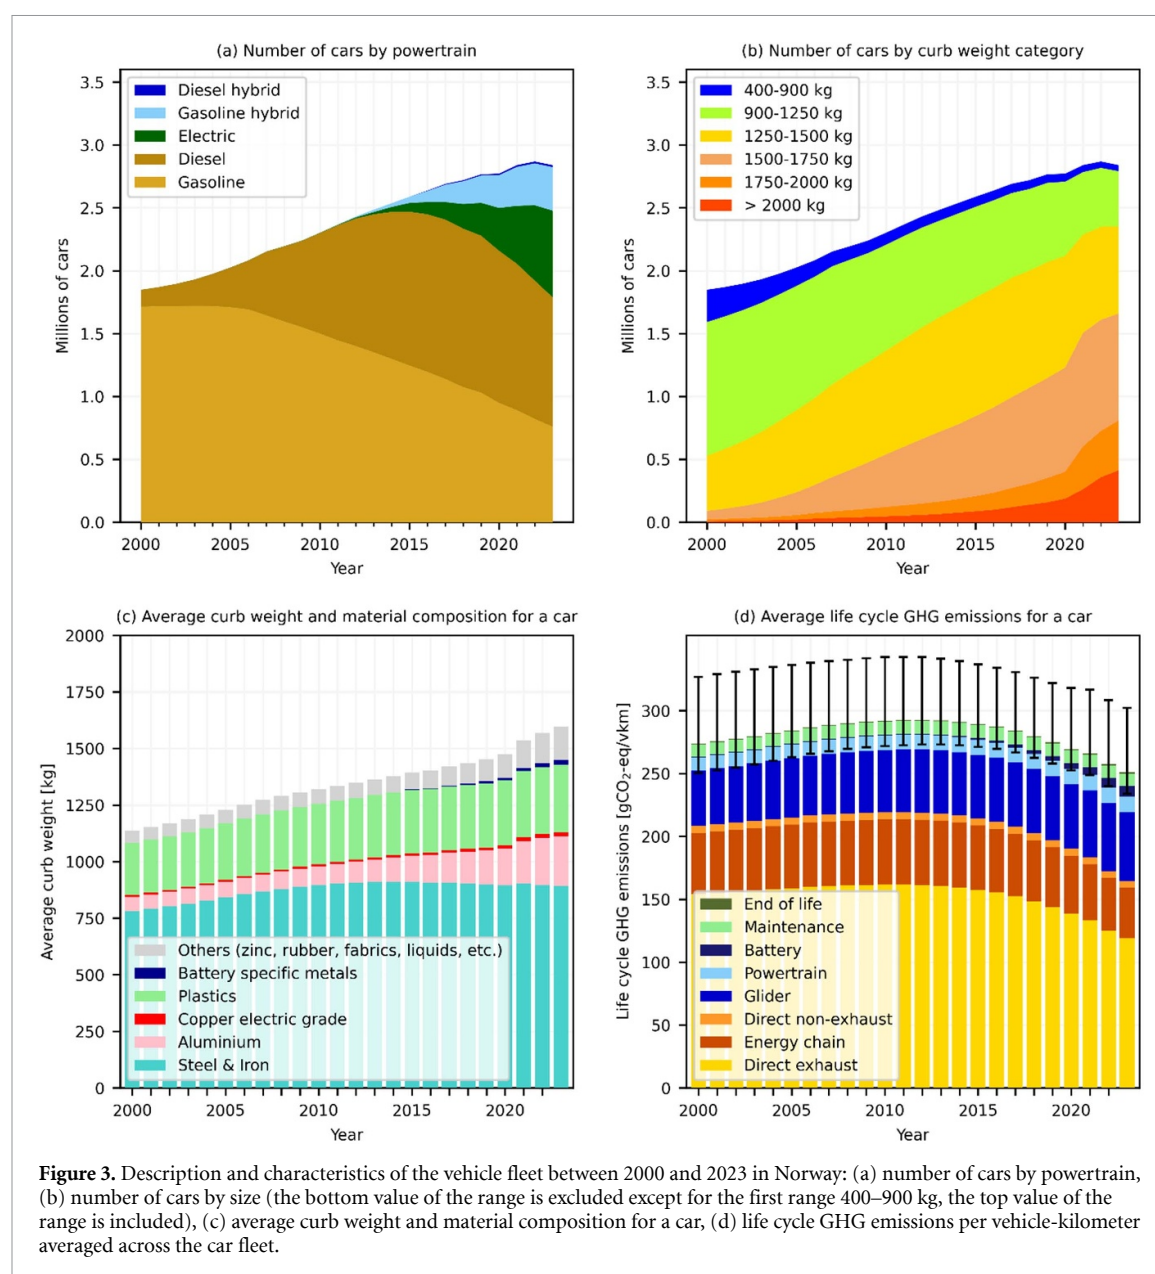 (a) Number of cars by powertrain
3.5
3.0
2.5
2.0
1.5
1.0
0.5
0.0
Millions of cars
Diesel hybrid
Gasoline hybrid
Electric
Diesel
Gasoline
2000
2005
2010
2015
2020
Year
(b) Number of cars by curb weight category
3.5
3.0
2.5
2.0
1.5
1.0
0.5
0.0
Millions of cars
400-900 kg
900-1250 kg
1250-1500 kg
1500-1750 kg
1750-2000 kg
> 2000 kg
2000
2005
2010
2015
2020
Year
(c) Average curb weight and material composition for a car
2000
1750
1500
1250
1000
750
500
250
0
Average curb weight [kg]
Others (zinc, rubber, fabrics, liquids, etc.)
Battery specific metals
Plastics
Copper electric grade
Aluminium
Steel & Iron
2000
2005
2010
2015
2020
Year
(d) Average life cycle GHG emissions for a car
300
250
200
150
100
50
0
Life cycle GHG emissions [gCO₂-eq/vkm]
End of life
Maintenance
Battery
Powertrain
Glider
Direct non-exhaust
Energy chain
Direct exhaust
2000
2005
2010
2015
2020
Year
Figure 3. Description and characteristics of the vehicle fleet between 2000 and 2023 in Norway: (a) number of cars by powertrain,
(b) number of cars by size (the bottom value of the range is excluded except for the first range 400–900 kg, the top value of the
range is included), (c) average curb weight and material composition for a car, (d) life cycle GHG emissions per vehicle-kilometer
averaged across the car fleet.